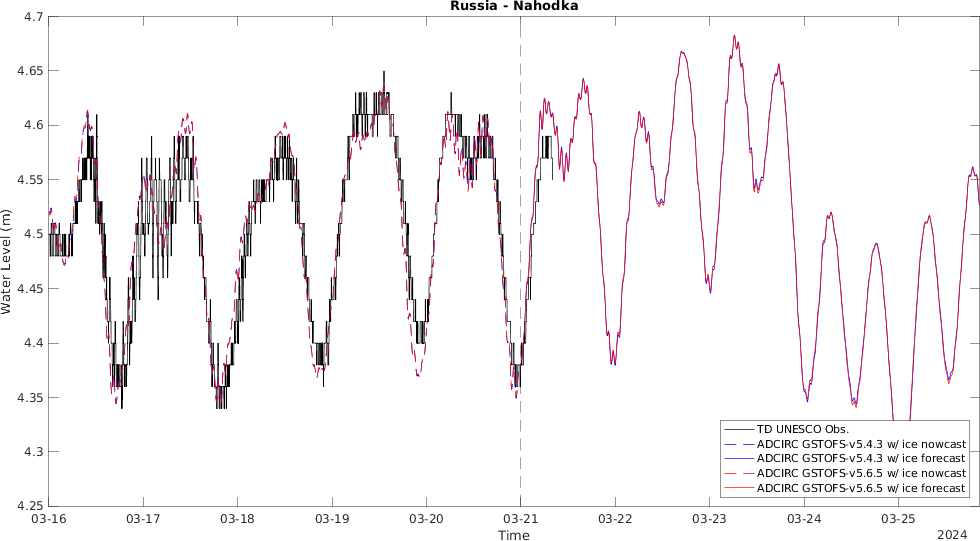 Russia - Nahodka
4.7
4.65
4.6
4.55
4.5
4.45
4.4
4.35
4.3
4.25
Water Level (m)
TD UNESCO Obs.
ADCIRC GSTOFS-v5.4.3 w/ ice nowcast
ADCIRC GSTOFS-v5.4.3 w/ ice forecast
ADCIRC GSTOFS-v5.6.5 w/ ice nowcast
ADCIRC GSTOFS-v5.6.5 w/ ice forecast
03-16 03-17 03-18 03-19 03-20 03-21 03-22 03-23 03-24 03-25
Time
2024